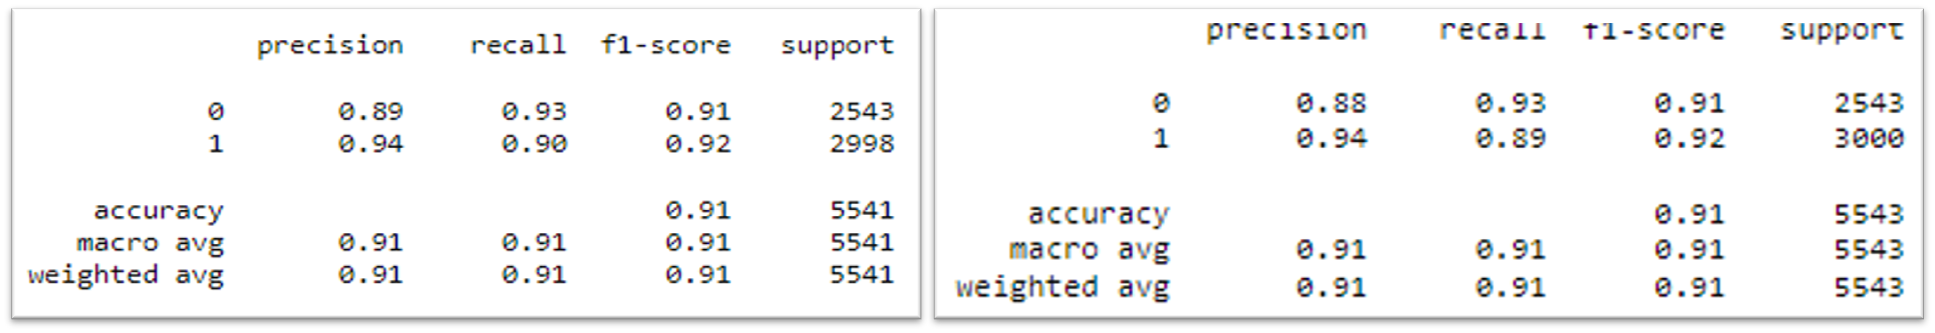 precision recall f1-score support
0 0.89 0.93 0.91 2543
1 0.94 0.90 0.92 2998
accuracy 0.91 5541
macro avg 0.91 0.91 0.91 5541
weighted avg 0.91 0.91 0.91 5541
precision recall f1-score support
0 0.88 0.93 0.91 2543
1 0.94 0.89 0.92 3000
accuracy 0.91 5543
macro avg 0.91 0.91 0.91 5543
weighted avg 0.91 0.91 0.91 5543